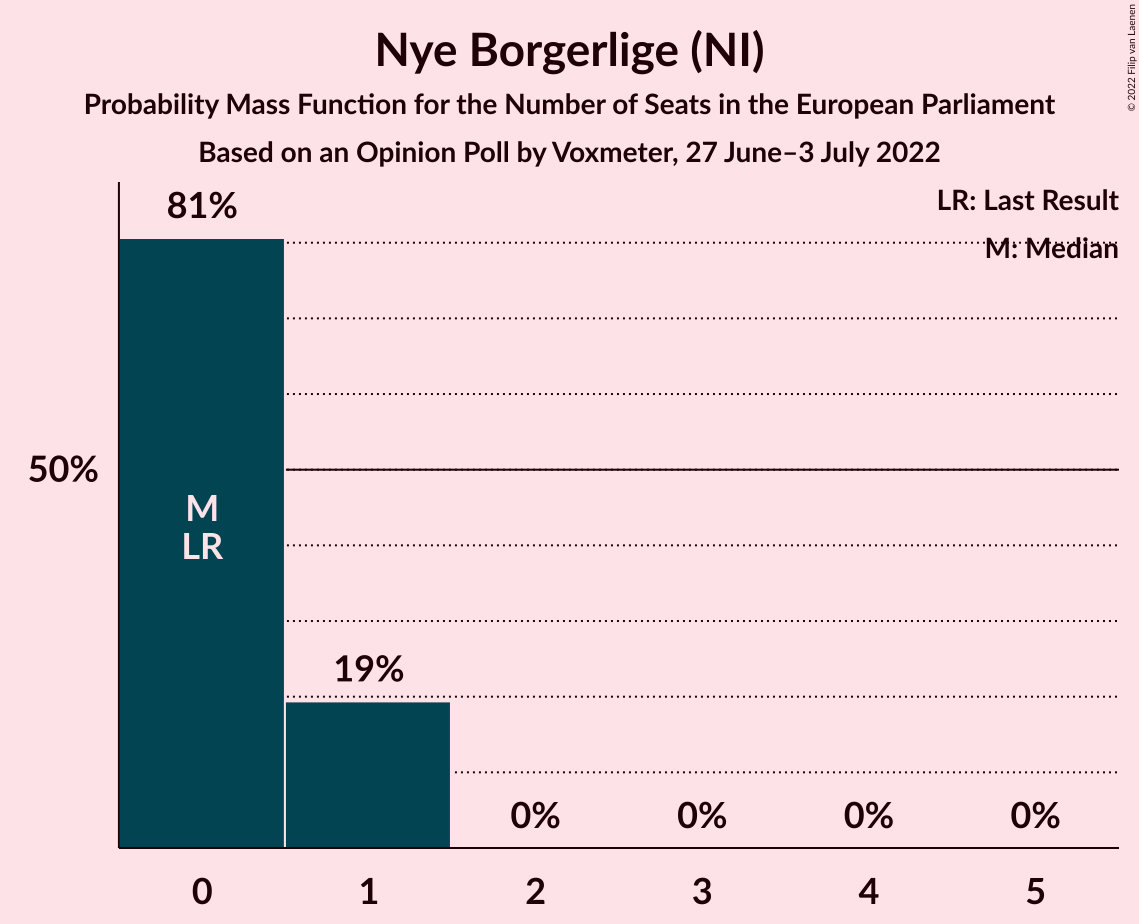 Nye Borgerlige (NI)
Probability Mass Function for the Number of Seats in the European Parliament
Based on an Opinion Poll by Voxmeter, 27 June–3 July 2022
© 2022 Filip van Laenen
LR: Last Result
M: Median
81%
50%
M
LR
19%
0% 0% 0% 0%
0 1 2 3 4 5